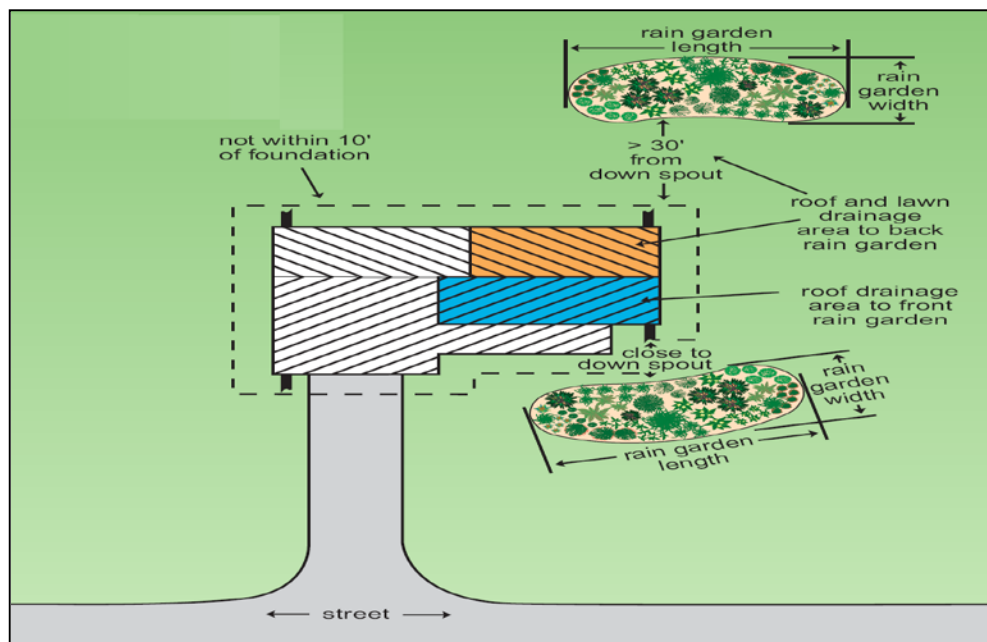 rain garden
length
rain
garden
width
not within 10'
of foundation
> 30'
from
down spout
roof and lawn
drainage
area to back
rain garden
roof drainage
area to front
rain garden
close to
down spout
rain
garden
width
rain garden
length
street